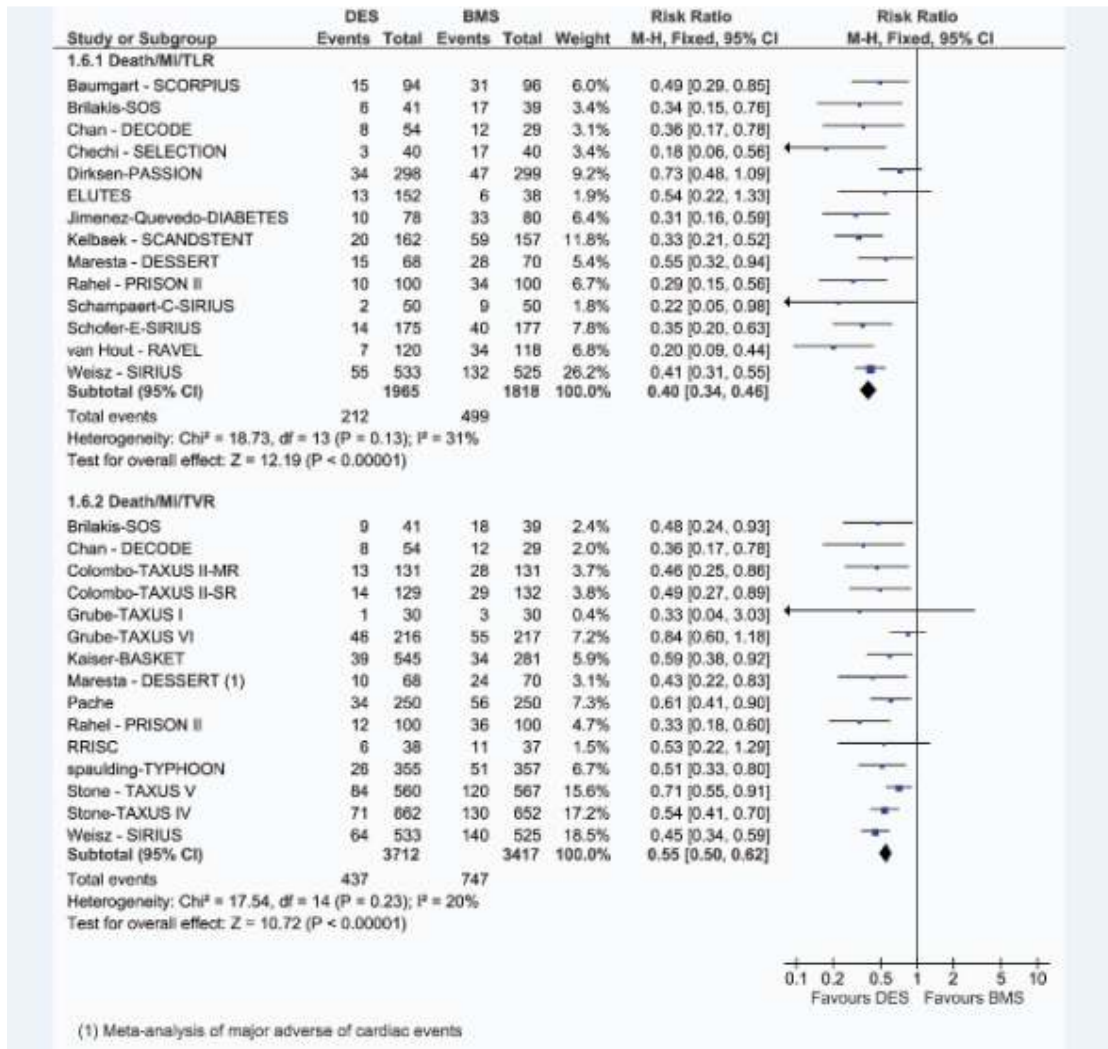 DES BMS Risk Ratio Risk Ratio
Study or Subgroup Events Total Events Total Weight M-H, Fixed, 95% CI M-H, Fixed, 95% CI
1.6.1 Death/MI/TLR
Baumgart - SCORPIUS 15 94 31 96 6.0% 0.49 [0.29, 0.85]
Brilakis-SOS 6 41 17 39 3.4% 0.34 [0.15, 0.76]
Chan - DECODE 8 54 12 29 3.1% 0.36 [0.17, 0.78]
Chechi - SELECTION 3 40 17 40 3.4% 0.18 [0.06, 0.56]
Dirksen-PASSION 34 298 47 299 9.2% 0.73 [0.48, 1.09]
ELUTES 13 152 6 38 1.9% 0.54 [0.22, 1.33]
Jimenez-Quevedo-DIABETES 10 78 33 80 6.4% 0.31 [0.16, 0.59]
Kelbaek - SCANDSTENT 20 162 59 157 11.8% 0.33 [0.21, 0.52]
Maresta - DESSERT 15 68 28 70 5.4% 0.55 [0.32, 0.94]
Rahel - PRISON II 10 100 34 100 6.7% 0.29 [0.15, 0.56]
Schampaert-C-SIRIUS 2 50 9 50 1.8% 0.22 [0.05, 0.98]
Schofer-E-SIRIUS 14 175 40 177 7.8% 0.35 [0.20, 0.63]
van Hout - RAVEL 7 120 34 118 6.8% 0.20 [0.09, 0.44]
Weisz - SIRIUS 55 533 132 525 26.2% 0.41 [0.31, 0.55]
Subtotal (95% CI) 1965 1818 100.0% 0.40 [0.34, 0.46]
Total events 212 499
Heterogeneity: Chi² = 18.73, df = 13 (P = 0.13); I² = 31%
Test for overall effect: Z = 12.19 (P < 0.00001)
1.6.2 Death/MI/TVR
Brilakis-SOS 9 41 18 39 2.4% 0.48 [0.24, 0.93]
Chan - DECODE 8 54 12 29 2.0% 0.36 [0.17, 0.78]
Colombo-TAXUS II-MR 13 131 28 131 3.7% 0.46 [0.25, 0.86]
Colombo-TAXUS II-SR 14 129 29 132 3.8% 0.49 [0.27, 0.89]
Grube-TAXUS I 1 30 3 30 0.4% 0.33 [0.04, 3.03]
Grube-TAXUS VI 46 216 55 217 7.2% 0.84 [0.60, 1.18]
Kaiser-BASKET 39 545 34 281 5.9% 0.59 [0.38, 0.92]
Maresta - DESSERT (1) 10 68 24 70 3.1% 0.43 [0.22, 0.83]
Pache 34 250 56 250 7.3% 0.61 [0.41, 0.90]
Rahel - PRISON II 12 100 36 100 4.7% 0.33 [0.18, 0.60]
RRISC 6 38 11 37 1.5% 0.53 [0.22, 1.29]
spaulding-TYPHOON 26 355 51 357 6.7% 0.51 [0.33, 0.80]
Stone - TAXUS V 84 560 120 567 15.6% 0.71 [0.55, 0.91]
Stone-TAXUS IV 71 662 130 652 17.2% 0.54 [0.41, 0.70]
Weisz - SIRIUS 64 533 140 525 18.5% 0.45 [0.34, 0.59]
Subtotal (95% CI) 3712 3417 100.0% 0.55 [0.50, 0.62]
Total events 437 747
Heterogeneity: Chi² = 17.54, df = 14 (P = 0.23); I² = 20%
Test for overall effect: Z = 10.72 (P < 0.00001)
0.1 0.2 0.5 1 2 5 10
Favours DES Favours BMS
(1) Meta-analysis of major adverse of cardiac events